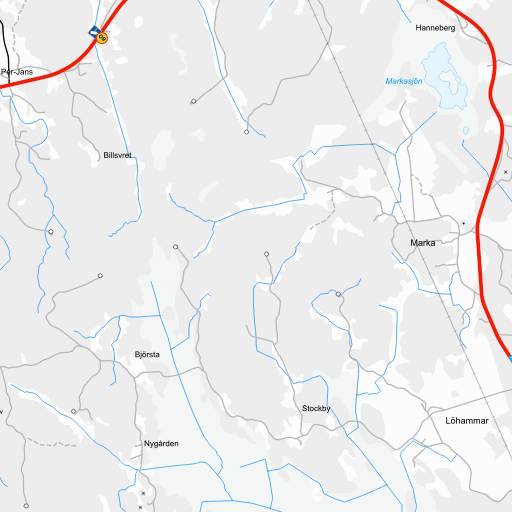 Hanneberg
Per-Jans
Markasjön
Billsvret
Marka
Björsta
Stockby
Löhammar
Nygården